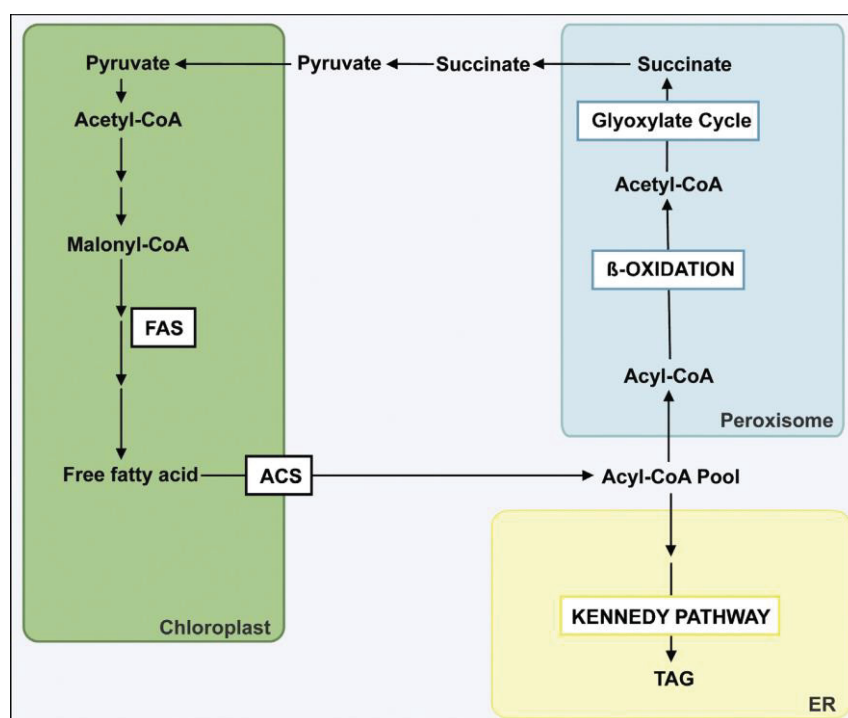 Pyruvate
Pyruvate
Succinate
Succinate
Acetyl-CoA
Glyoxylate Cycle
Acetyl-CoA
Malonyl-CoA
ß-OXIDATION
FAS
Acyl-CoA
Peroxisome
Free fatty acid
ACS
Acyl-CoA Pool
KENNEDY PATHWAY
Chloroplast
TAG
ER